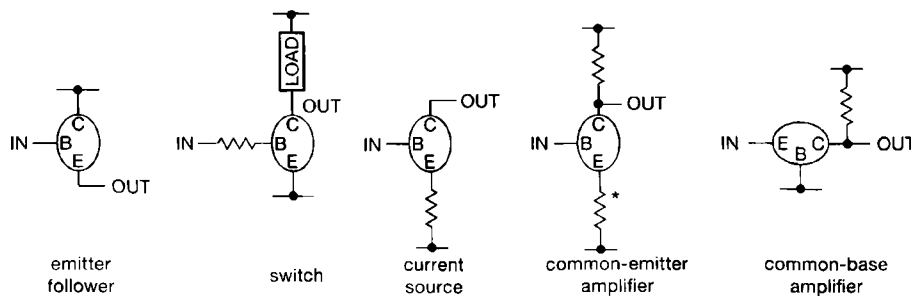 LOAD
C
B
E
IN
OUT
IN
C
B
E
OUT
IN
C
B
E
OUT
IN
C
B
E
OUT
*
IN
E
B
C
OUT
emitter
follower
switch
current
source
common-emitter
amplifier
common-base
amplifier